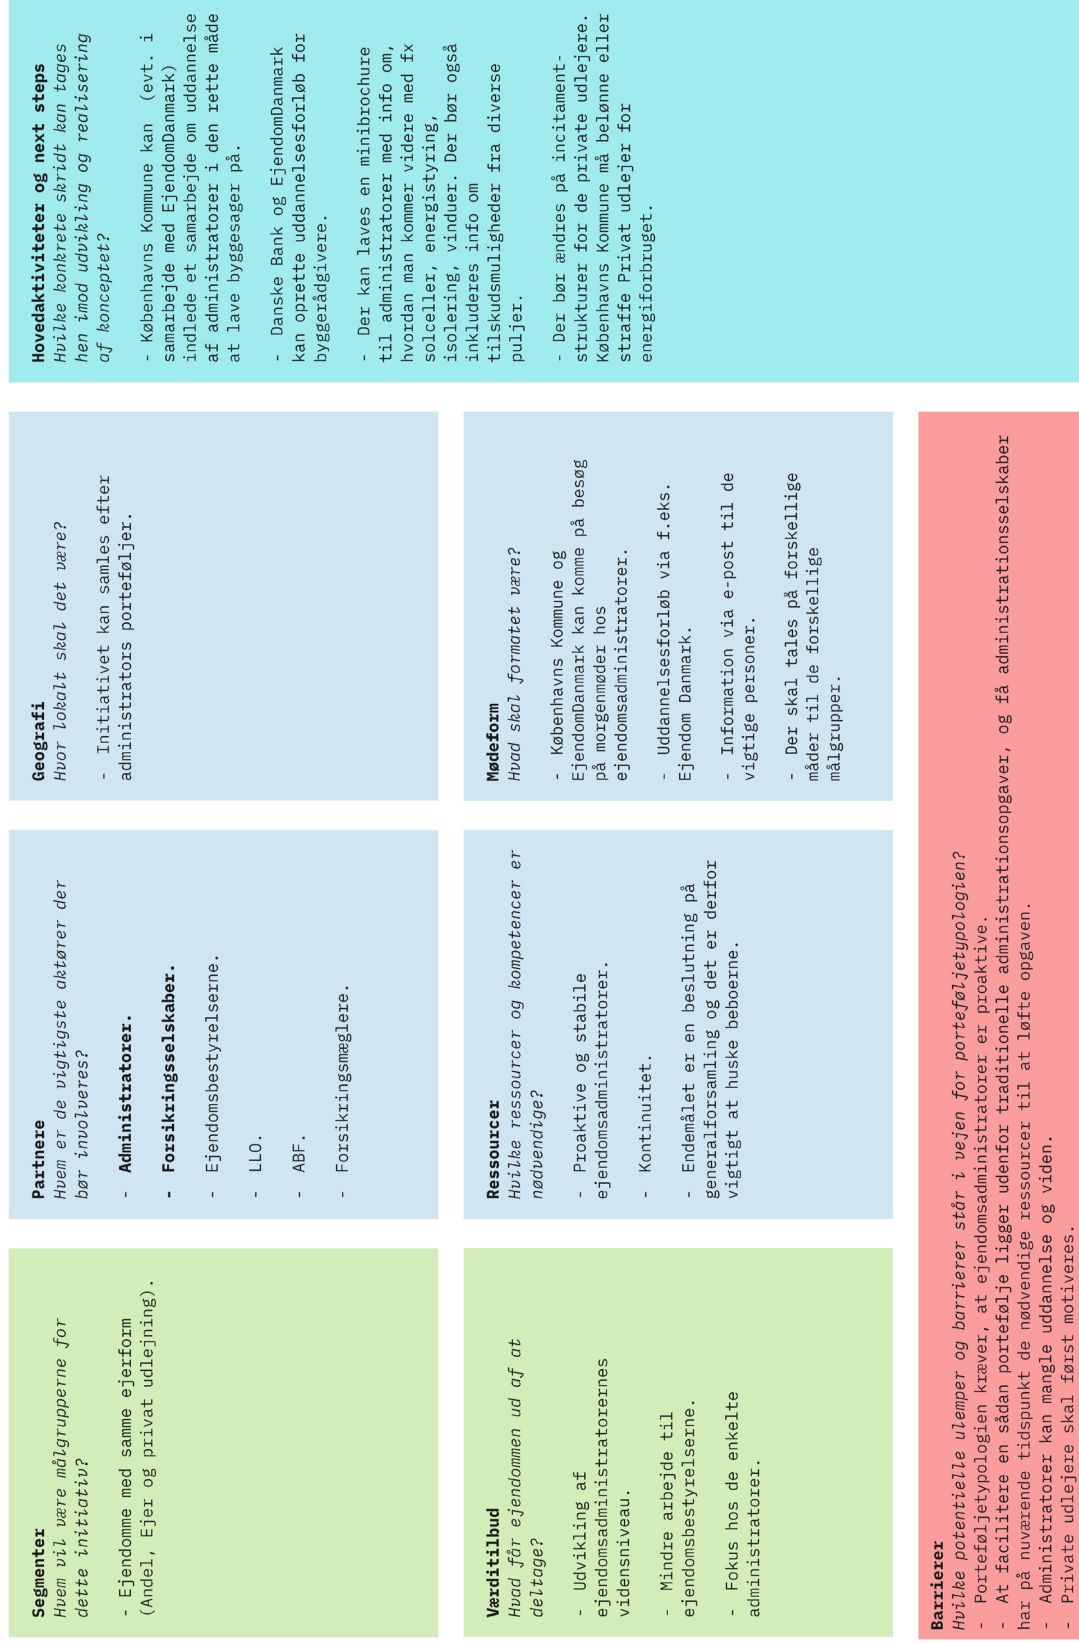 Segmenter
Hvem vil være målgrupperne for
dette initiativ?
- Ejendomme med samme ejerform
(Andel, Ejer og privat udlejning).
Partnere
Hvem er de vigtigste aktører der
bør involveres?
- Administratorer.
- Forsikringsselskaber.
- Ejendomsbestyrelserne.
- LLO.
- ABF.
- Forsikringsmæglere.
Geografi
Hvor lokalt skal det være?
- Initiativet kan samles efter
administrators porteføljer.
Hovedaktiviteter og next steps
Hvilke konkrete skridt kan tages
hen imod udvikling og realisering
af konceptet?
- Københavns Kommune kan (evt. i
samarbejde med EjendomDanmark)
indlede et samarbejde om uddannelse
af administratorer i den rette måde
at lave byggesager på.
- Danske Bank og EjendomDanmark
kan oprette uddannelsesforløb for
byggerådgivere.
- Der kan laves en minibrochure
til administratorer med info om,
hvordan man kommer videre med fx
solceller, energistyring,
isolering, vinduer. Der bør også
inkluderes info om
tilskudsmuligheder fra diverse
puljer.
- Der bør ændres på incitament-
strukturer for de private udlejere.
Københavns Kommune må belønne eller
straffe Privat udlejer for
energiforbruget.
Værditilbud
Hvad får ejendommen ud af at
deltage?
- Udvikling af
ejendomsadministratorernes
vidensniveau.
- Mindre arbejde til
ejendomsbestyrelserne.
- Fokus hos de enkelte
administratorer.
Ressourcer
Hvilke ressourcer og kompetencer er
nødvendige?
- Proaktive og stabile
ejendomsadministratorer.
- Kontinuitet.
- Endemålet er en beslutning på
generalforsamling og det er derfor
vigtigt at huske beboerne.
Mødeform
Hvad skal formatet være?
- Københavns Kommune og
EjendomDanmark kan komme på besøg
på morgenmøder hos
ejendomsadministratorer.
- Uddannelsesforløb via f.eks.
Ejendom Danmark.
- Information via e-post til de
vigtige personer.
- Der skal tales på forskellige
måder til de forskellige
målgrupper.
Barrierer
Hvilke potentielle ulemper og barrierer står i vejen for porteføljetypologien?
- Porteføljetypologien kræver, at ejendomsadministratorer er proaktive.
- At facilitere en sådan portefølje ligger udenfor traditionelle administrationsopgaver, og få administrationsselskaber
har på nuværende tidspunkt de nødvendige ressourcer til at løfte opgaven.
- Administratorer kan mangle uddannelse og viden.
- Private udlejere skal først motiveres.